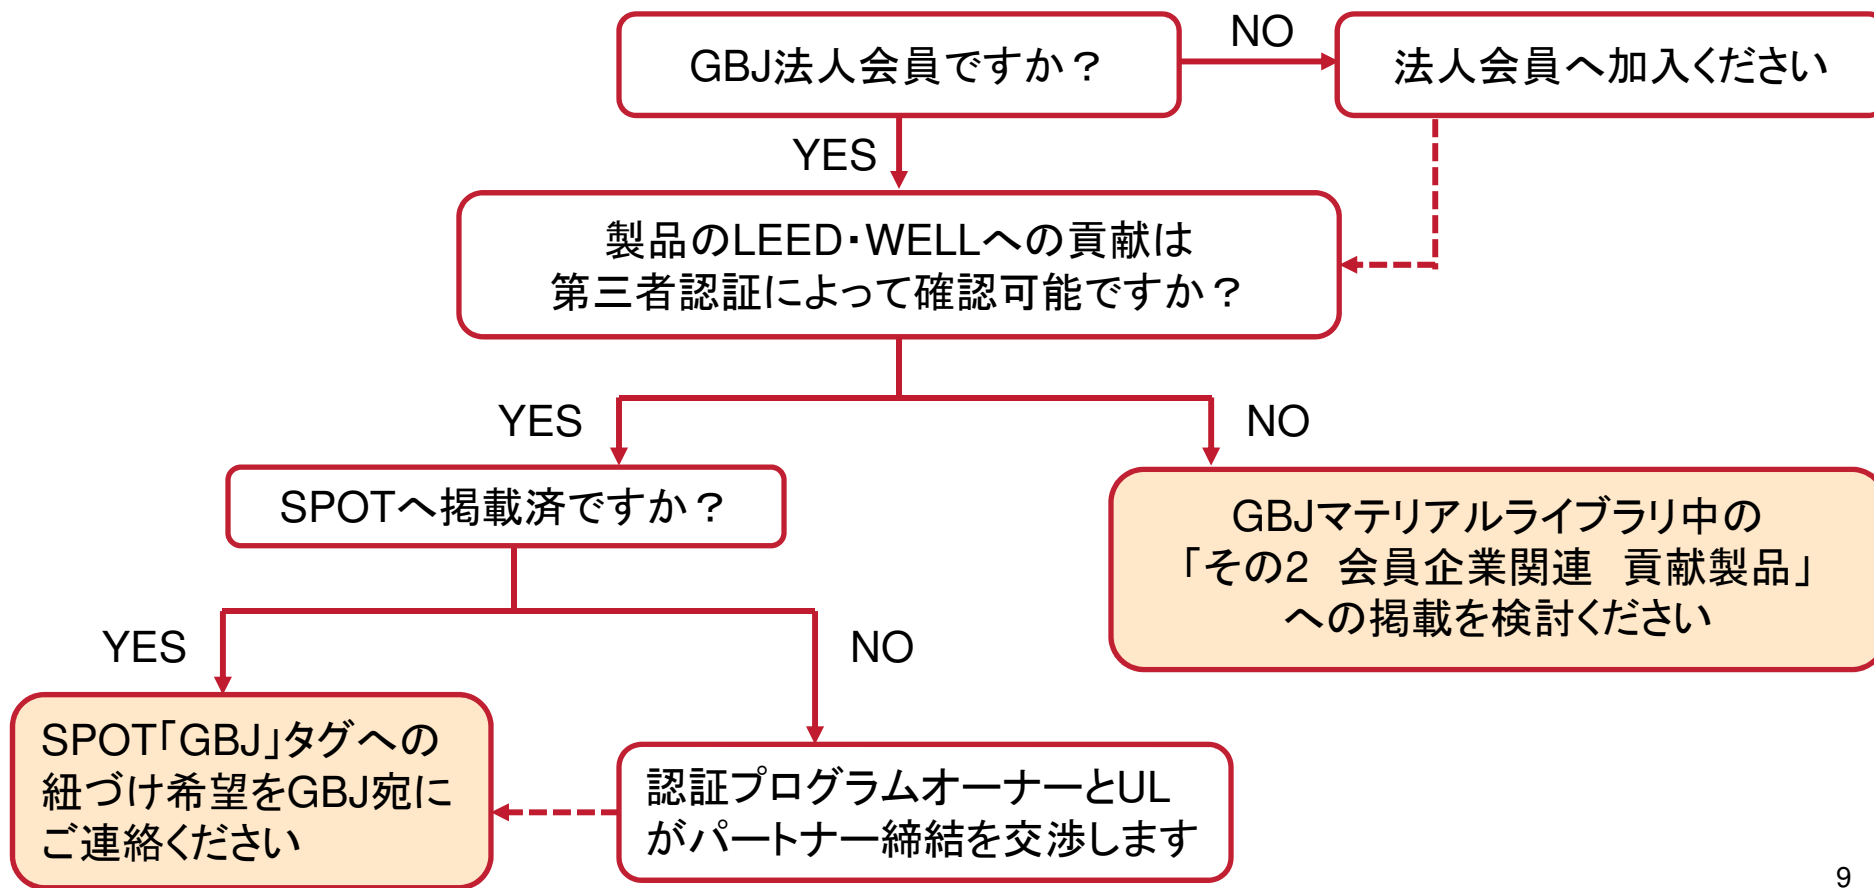 GBJ法人会員ですか？
NO
法人会員へ加入ください
YES
製品のLEED・WELLへの貢献は
第三者認証によって確認可能ですか？
YES
NO
SPOTへ掲載済ですか？
GBJマテリアルライブラリ中の
「その2　会員企業関連　貢献製品」
への掲載を検討ください
YES
NO
SPOT「GBJ」タグへの
紐づけ希望をGBJ宛に
ご連絡ください
認証プログラムオーナーとUL
がパートナー締結を交渉します
9